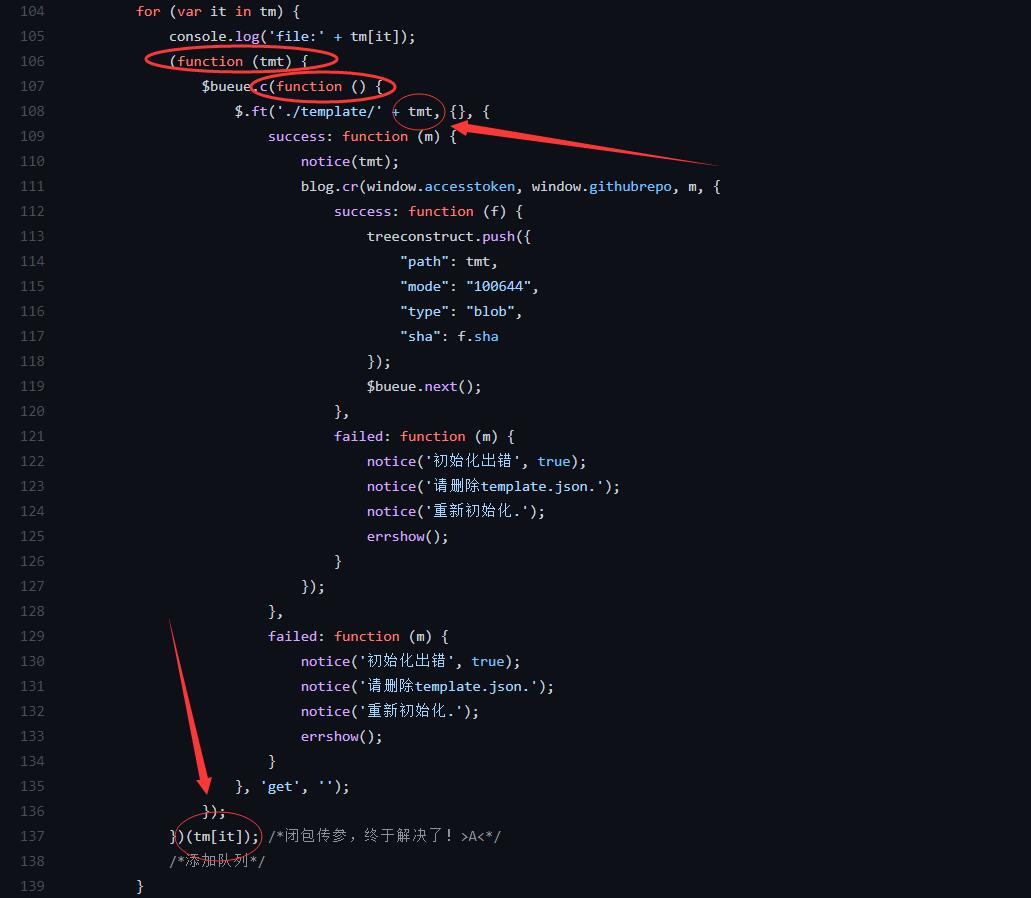 104 for (var it in tm) {
105 console.log('file:' + tm[it]);
106 (function (tmt) {
107 $bueue.c(function () {
108 $.ft('./template/' + tmt, {}, {
109 success: function (m) {
110 notice(tmt);
111 blog.cr(window.accesstoken, window.githubrepo, m, {
112 success: function (f) {
113 treeconstruct.push({
114 "path": tmt,
115 "mode": "100644",
116 "type": "blob",
117 "sha": f.sha
118 });
119 $bueue.next();
120 },
121 failed: function (m) {
122 notice('初始化出错', true);
123 notice('请删除template.json.');
124 notice('重新初始化.');
125 errshow();
126 }
127 });
128 },
129 failed: function (m) {
130 notice('初始化出错', true);
131 notice('请删除template.json.');
132 notice('重新初始化.');
133 errshow();
134 }
135 }, 'get', '');
136 });
137 })(tm[it]); /*闭包传参，终于解决了！>A<*/
138 /*添加队列*/
139 }